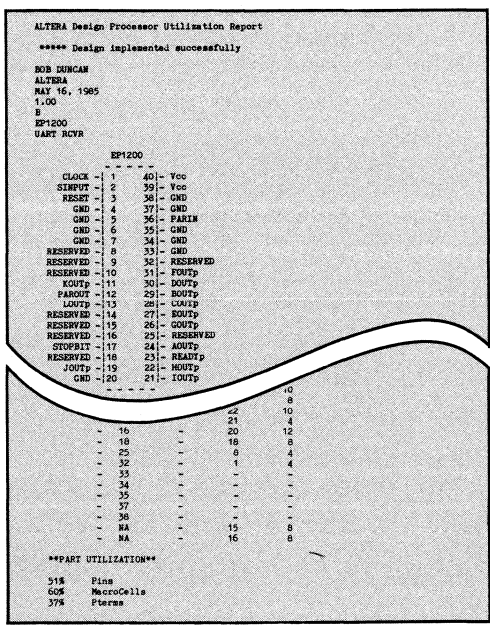 ALTERA Design Processor Utilization Report
***** Design implemented successfully
BOB DUNCAN
ALTERA
MAY 16, 1985
1.00
B
EP1200
UART RCVR
EP1200
- - - - -
CLOCK -| 1 40|- Vcc
SINPUT -| 2 39|- Vcc
RESET -| 3 38|- GND
GND -| 4 37|- GND
GND -| 5 36|- PARIN
GND -| 6 35|- GND
GND -| 7 34|- GND
RESERVED -| 8 33|- GND
RESERVED -| 9 32|- RESERVED
RESERVED -|10 31|- FOUTp
KOUTp -|11 30|- DOUTp
PAROUT -|12 29|- BOUTp
LOUTp -|13 28|- COUTp
RESERVED -|14 27|- EOUTp
RESERVED -|15 26|- GOUTp
RESERVED -|16 25|- RESERVED
STOPBIT -|17 24|- AOUTp
RESERVED -|18 23|- READYp
JOUTp -|19 22|- HOUTp
GND -|20 21|- IOUTp
- - - - -
10
8
22 10
21 4
- 16 - 20 12
- 18 - 18 8
- 25 - 8 4
- 32 - 1 4
- 33 - - -
- 34 - - -
- 35 - - -
- 37 - - -
- 38 - - -
- NA - 15 8
- NA - 16 8
**PART UTILIZATION**
51% Pins
60% MacroCells
37% Pterms